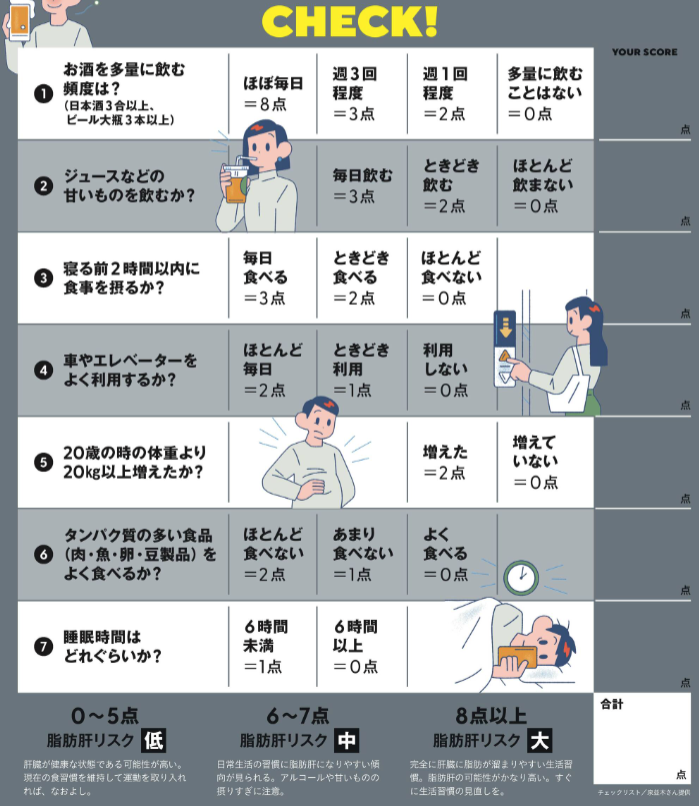 CHECK!
YOUR SCORE
❶ お酒を多量に飲む
頻度は？
（日本酒3合以上、
ビール大瓶3本以上）
ほぼ毎日
＝8点
週3回
程度
＝3点
週1回
程度
＝2点
多量に飲む
ことはない
＝0点
点
❷ ジュースなどの
甘いものを飲むか？
毎日飲む
＝3点
ときどき
飲む
＝2点
ほとんど
飲まない
＝0点
点
❸ 寝る前2時間以内に
食事を摂るか？
毎日
食べる
＝3点
ときどき
食べる
＝2点
ほとんど
食べない
＝0点
点
❹ 車やエレベーターを
よく利用するか？
ほとんど
毎日
＝2点
ときどき
利用
＝1点
利用
しない
＝0点
点
❺ 20歳の時の体重より
20kg以上増えたか？
増えた
＝2点
増えて
いない
＝0点
点
❻ タンパク質の多い食品
（肉・魚・卵・豆製品）を
よく食べるか？
ほとんど
食べない
＝2点
あまり
食べない
＝1点
よく
食べる
＝0点
点
❼ 睡眠時間は
どれぐらいか？
6時間
未満
＝1点
6時間
以上
＝0点
点
0〜5点
脂肪肝リスク 低
肝臓が健康な状態である可能性が高い。
現在の食習慣を維持して運動を取り入れ
れば、なおよし。
6〜7点
脂肪肝リスク 中
日常生活の習慣に脂肪肝になりやすい傾
向が見られる。アルコールや甘いものの
摂りすぎに注意。
8点以上
脂肪肝リスク 大
完全に肝臓に脂肪が溜まりやすい生活習
慣。脂肪肝の可能性がかなり高い。すぐ
に生活習慣の見直しを。
合計
点
チェックリスト／栗並木さん提供